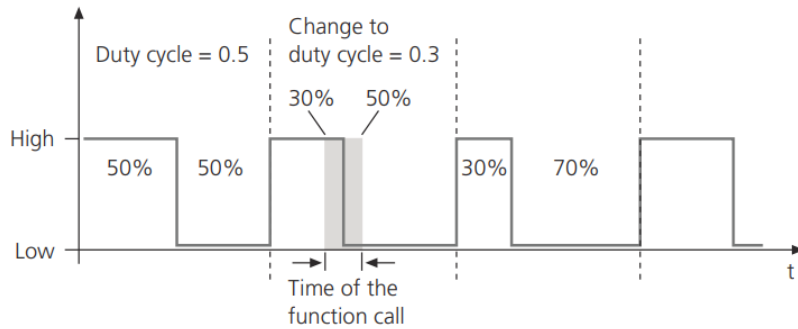 Change to
Duty cycle = 0.5 duty cycle = 0.3
30% 50%
High
50% 50% 30% 70%
Low
t
Time of the
function call